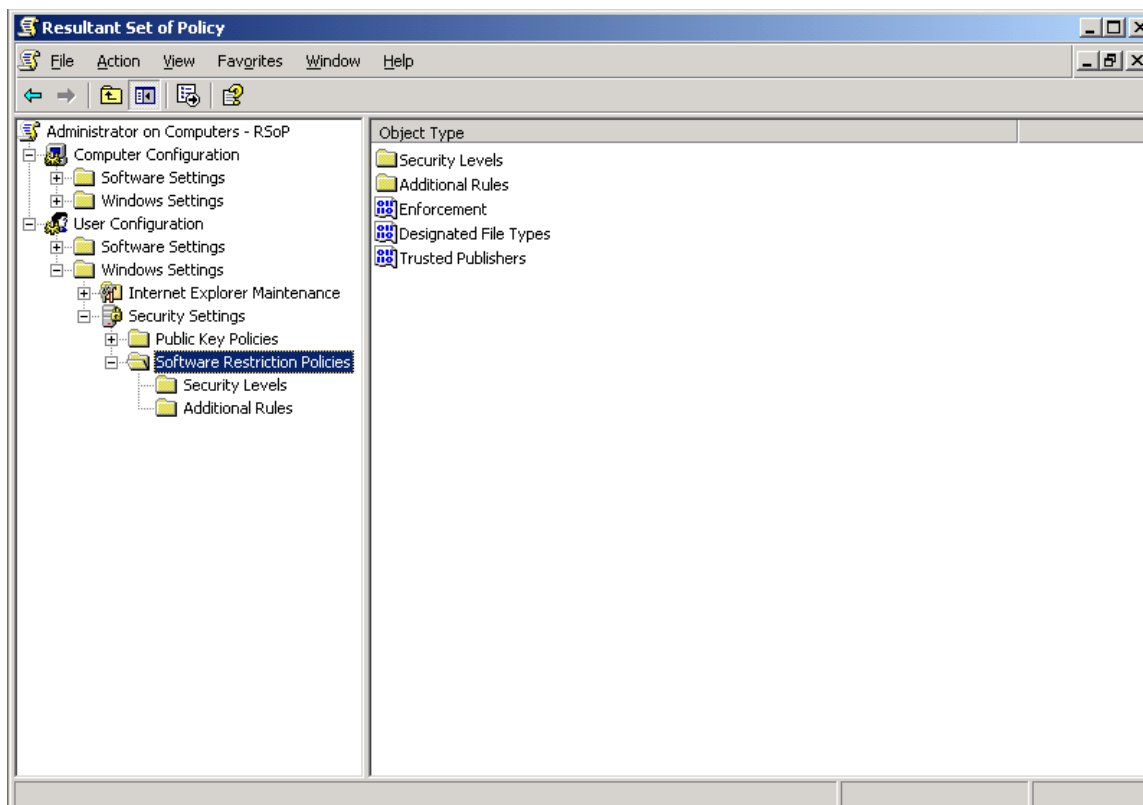 Resultant Set of Policy
File Action View Favorites Window Help
Administrator on Computers - RSoP
Computer Configuration
Software Settings
Windows Settings
User Configuration
Software Settings
Windows Settings
Internet Explorer Maintenance
Security Settings
Public Key Policies
Software Restriction Policies
Security Levels
Additional Rules
Object Type
Security Levels
Additional Rules
Enforcement
Designated File Types
Trusted Publishers